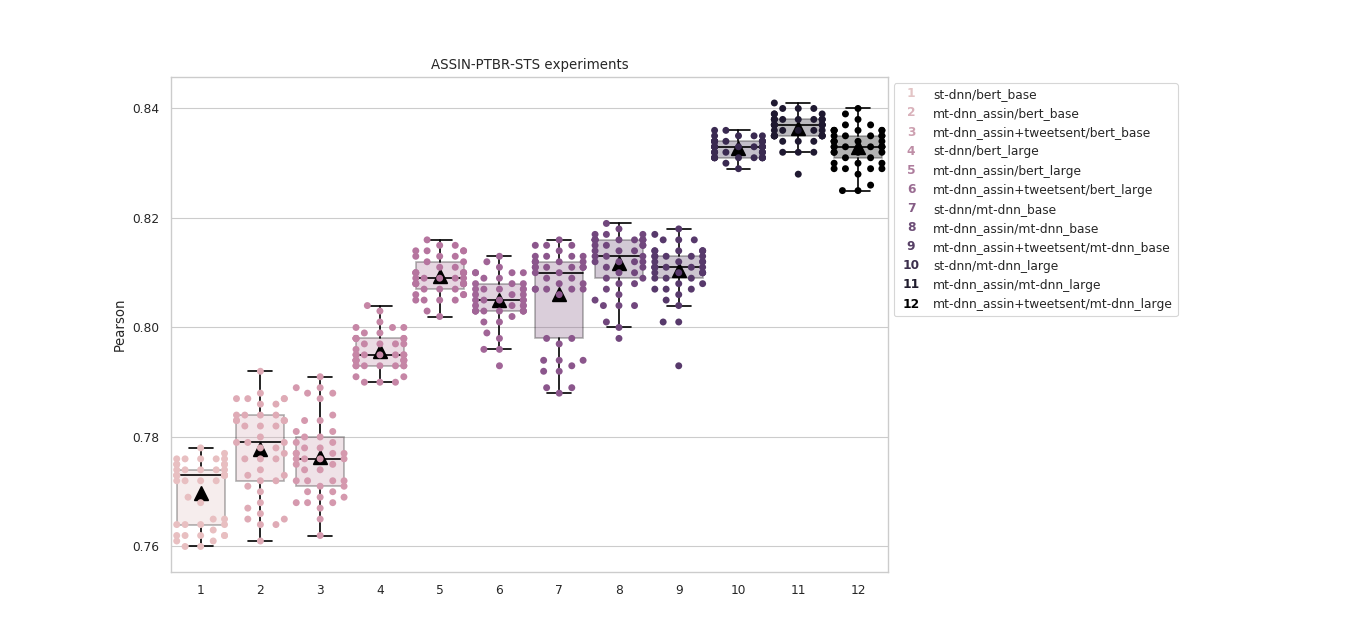 ASSIN-PTBR-STS experiments
Pearson
0.84
0.82
0.80
0.78
0.76
1 2 3 4 5 6 7 8 9 10 11 12
1 st-dnn/bert_base
2 mt-dnn_assin/bert_base
3 mt-dnn_assin+tweetsent/bert_base
4 st-dnn/bert_large
5 mt-dnn_assin/bert_large
6 mt-dnn_assin+tweetsent/bert_large
7 st-dnn/mt-dnn_base
8 mt-dnn_assin/mt-dnn_base
9 mt-dnn_assin+tweetsent/mt-dnn_base
10 st-dnn/mt-dnn_large
11 mt-dnn_assin/mt-dnn_large
12 mt-dnn_assin+tweetsent/mt-dnn_large